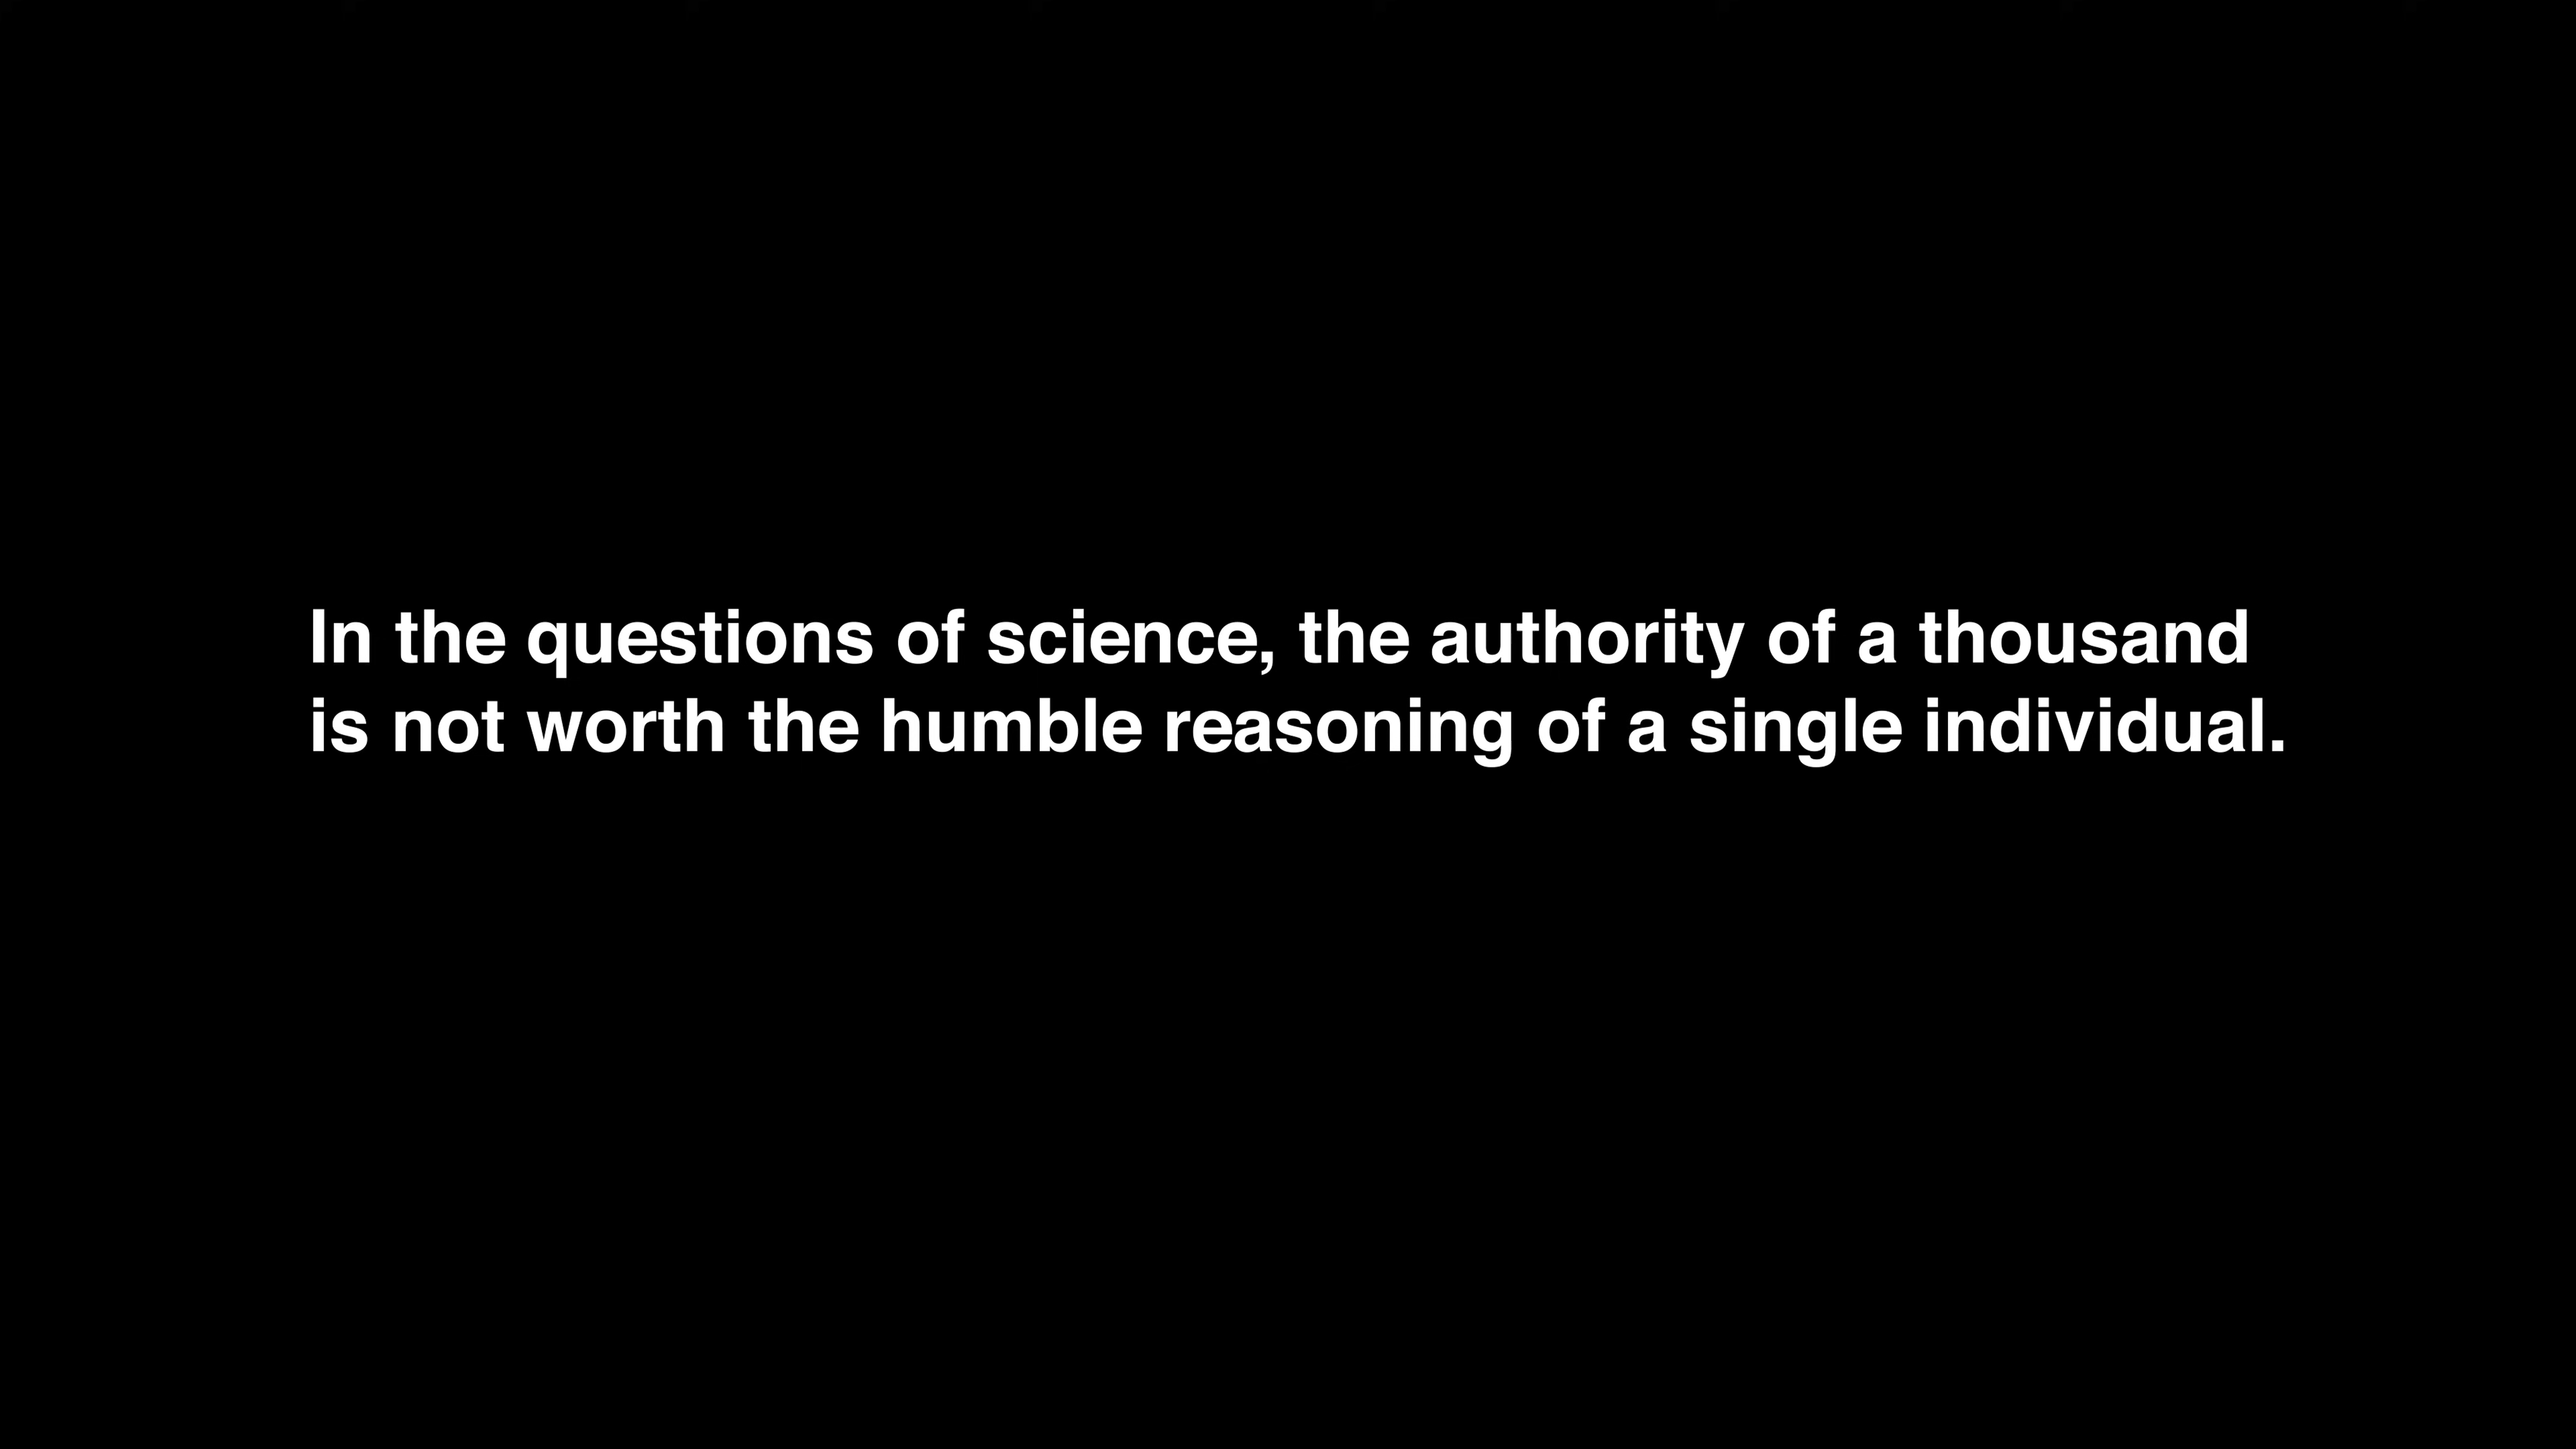 In the questions of science, the authority of a thousand
is not worth the humble reasoning of a single individual.